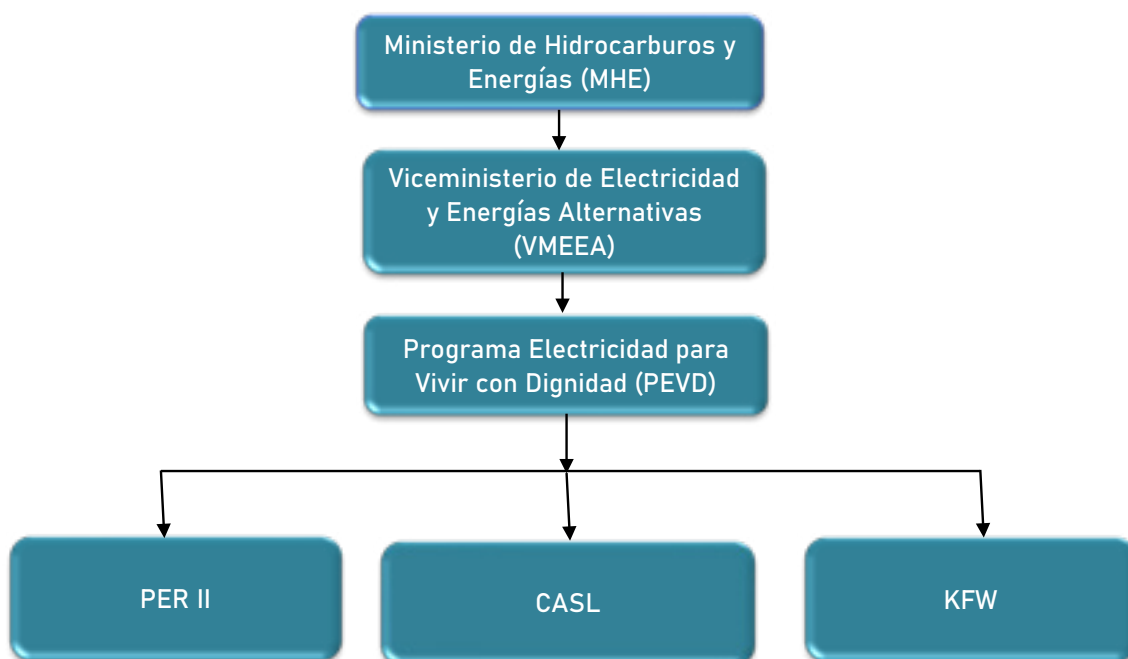 Ministerio de Hidrocarburos y
Energías (MHE)
Viceministerio de Electricidad
y Energías Alternativas
(VMEEA)
Programa Electricidad para
Vivir con Dignidad (PEVD)
PER II
CASL
KFW